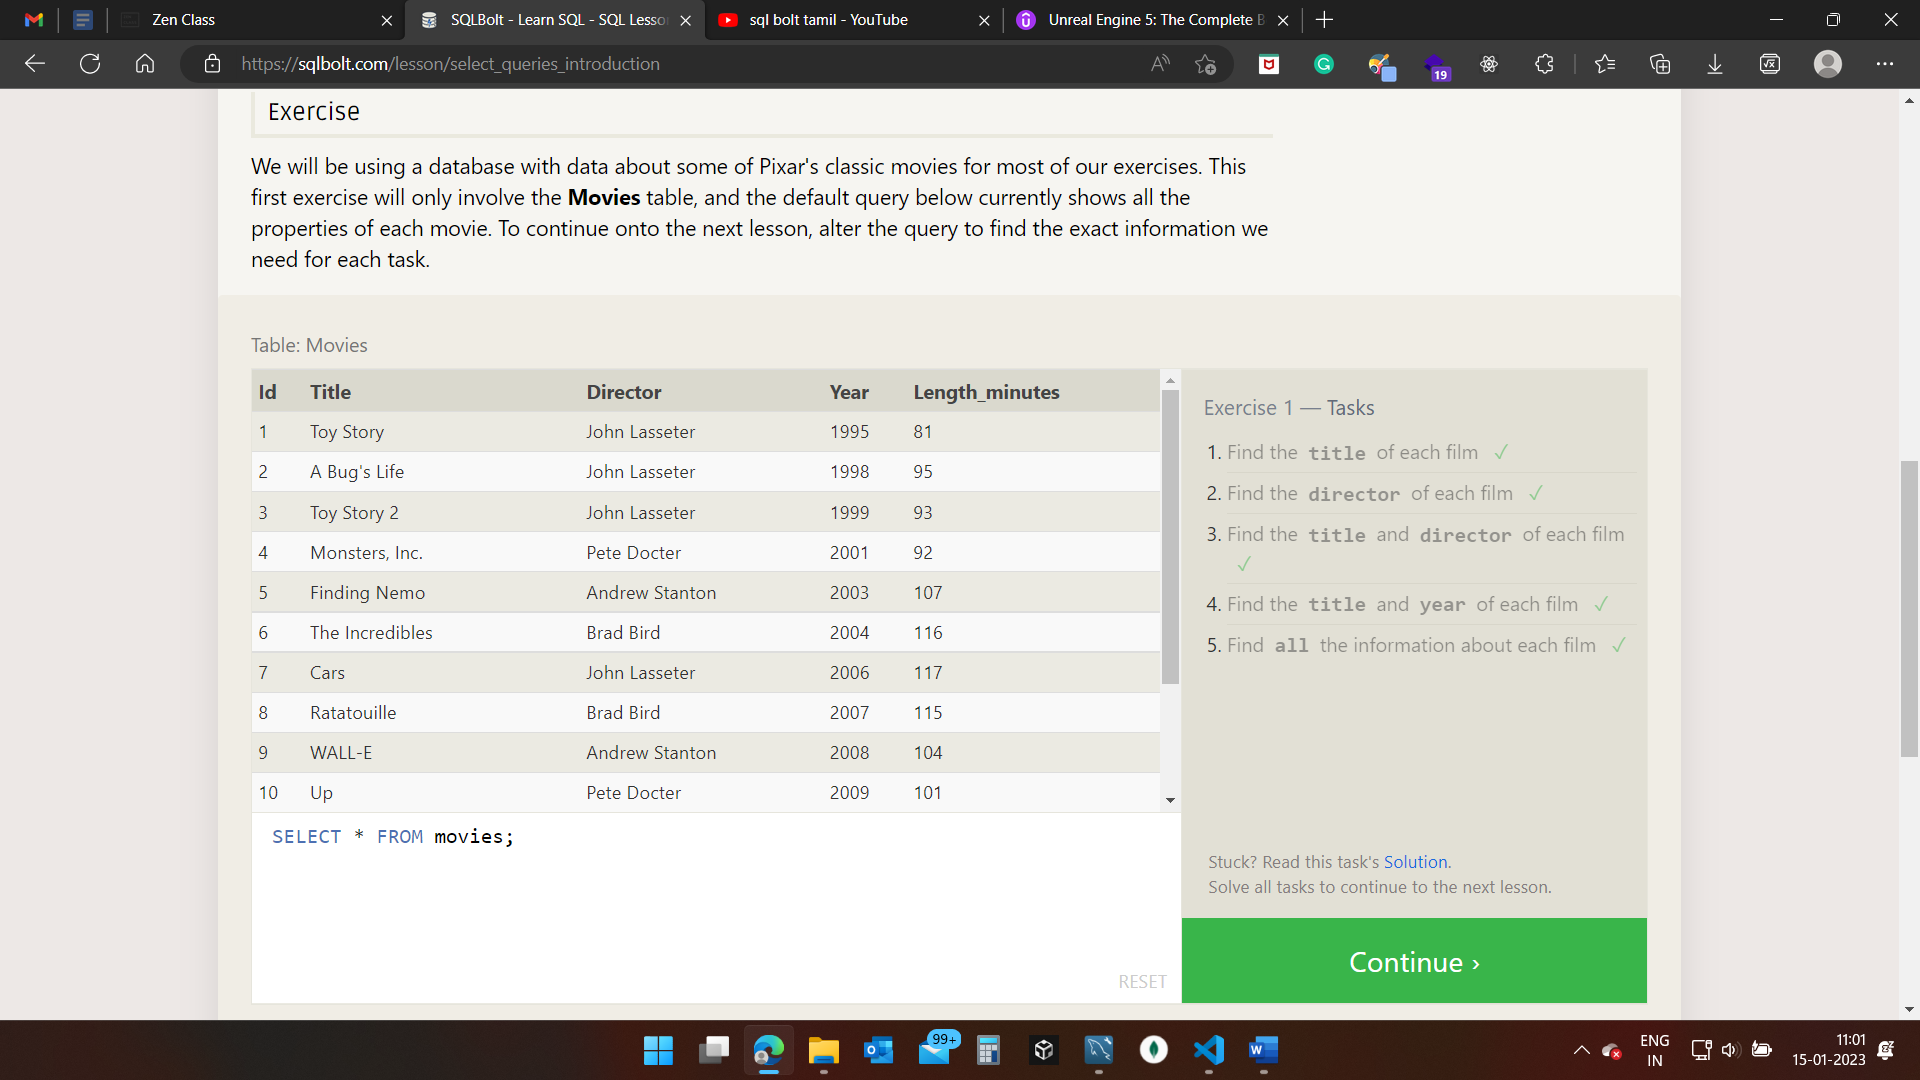 Zen Class
SQLBolt - Learn SQL - SQL Lesso
sql bolt tamil - YouTube
Unreal Engine 5: The Complete B
https://sqlbolt.com/lesson/select_queries_introduction
19
Exercise
We will be using a database with data about some of Pixar's classic movies for most of our exercises. This
first exercise will only involve the Movies table, and the default query below currently shows all the
properties of each movie. To continue onto the next lesson, alter the query to find the exact information we
need for each task.
Table: Movies
Id Title Director Year Length_minutes
1 Toy Story John Lasseter 1995 81
2 A Bug's Life John Lasseter 1998 95
3 Toy Story 2 John Lasseter 1999 93
4 Monsters, Inc. Pete Docter 2001 92
5 Finding Nemo Andrew Stanton 2003 107
6 The Incredibles Brad Bird 2004 116
7 Cars John Lasseter 2006 117
8 Ratatouille Brad Bird 2007 115
9 WALL-E Andrew Stanton 2008 104
10 Up Pete Docter 2009 101
SELECT * FROM movies;
RESET
Exercise 1 — Tasks
1. Find the title of each film ✓
2. Find the director of each film ✓
3. Find the title and director of each film
✓
4. Find the title and year of each film ✓
5. Find all the information about each film ✓
Stuck? Read this task's Solution.
Solve all tasks to continue to the next lesson.
Continue ›
99+
ENG
IN
11:01
15-01-2023